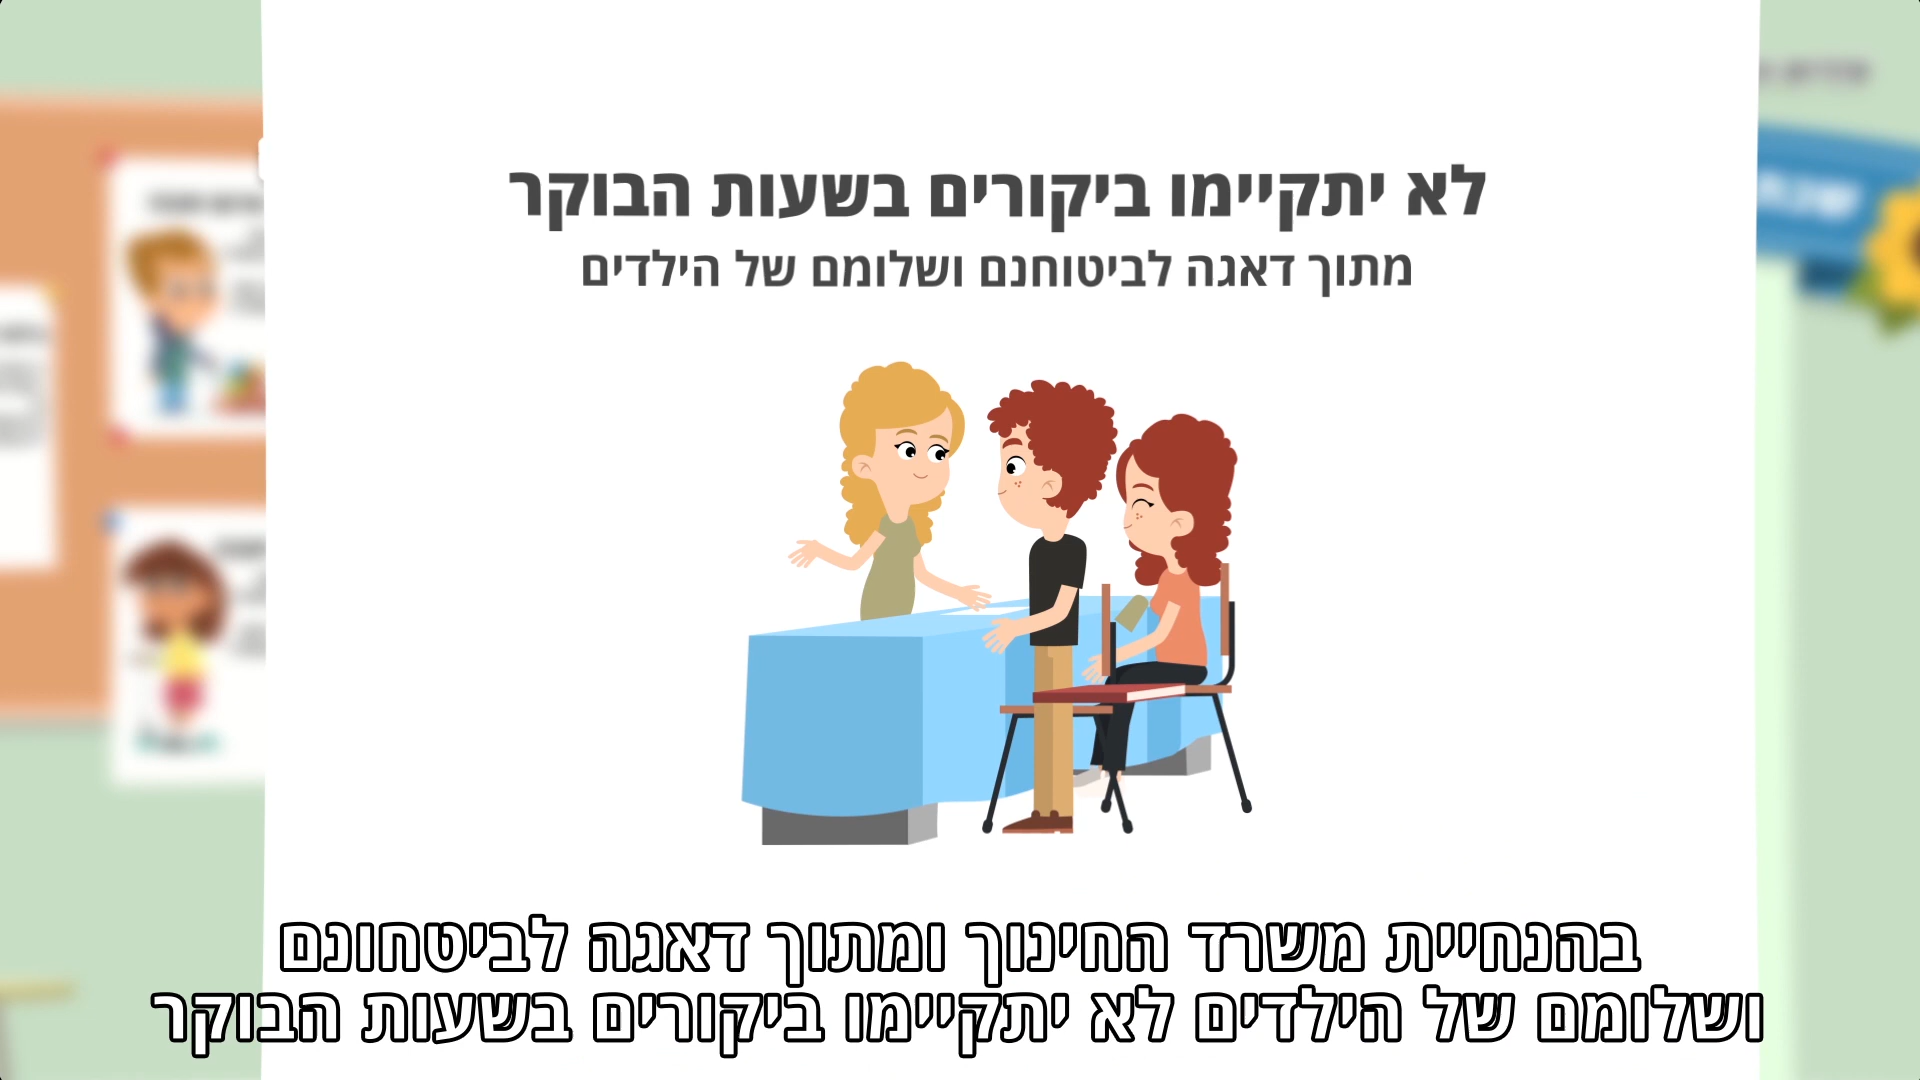 לא יתקיימו ביקורים בשעות הבוקר
מתוך דאגה לביטוחנם ושלומם של הילדים
בהנחיית משרד החינוך ומתוך דאגה לביטחונם
ושלומם של הילדים לא יתקיימו ביקורים בשעות הבוקר